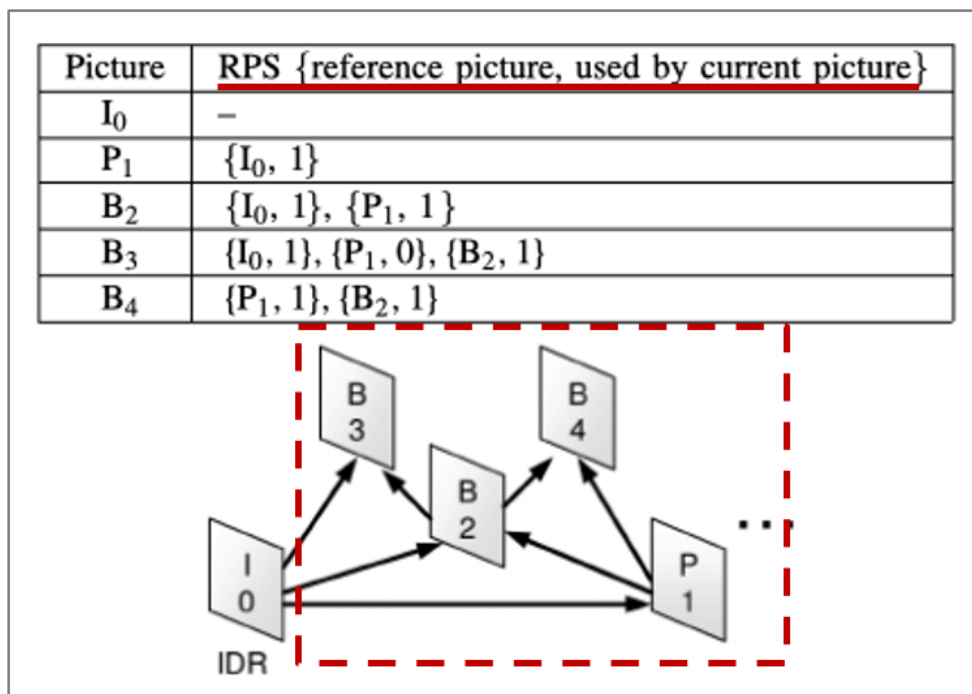 Picture RPS {reference picture, used by current picture}
I₀ –
P₁ {I₀, 1}
B₂ {I₀, 1}, {P₁, 1 }
B₃ {I₀, 1}, {P₁, 0}, {B₂, 1}
B₄ {P₁, 1}, {B₂, 1}
B
3
B
4
B
2
I
0
P
1
...
IDR